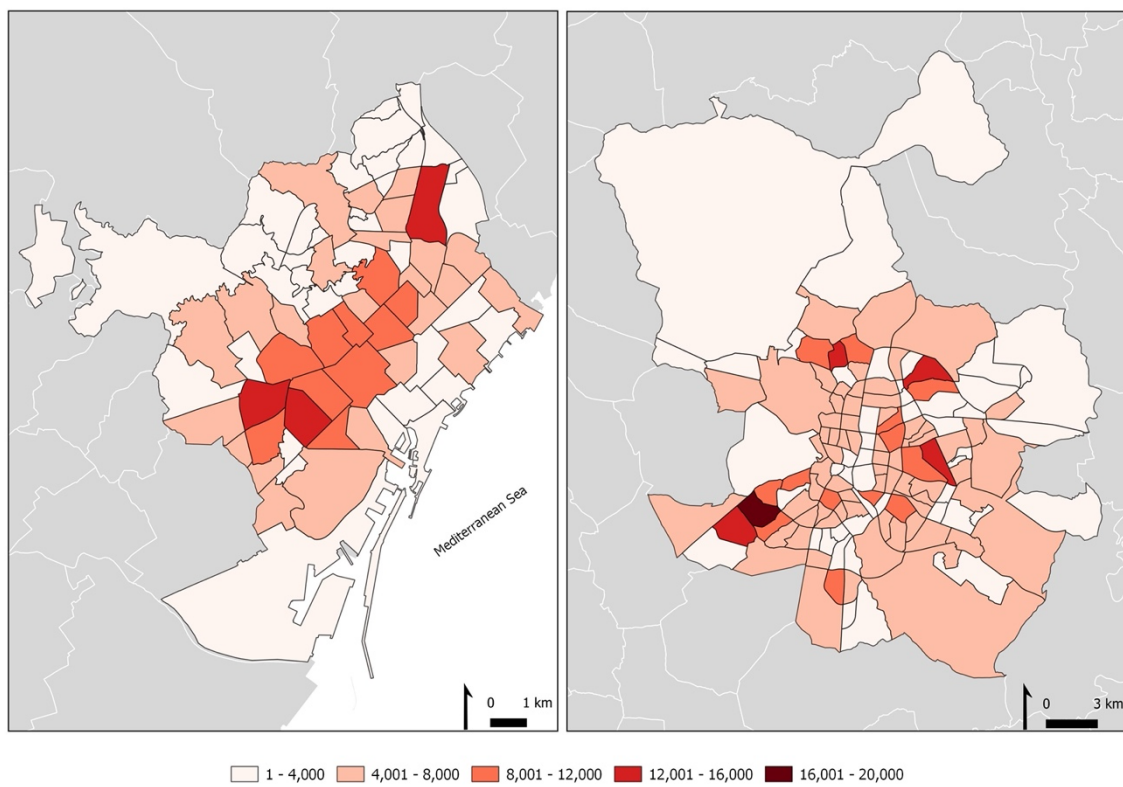 Mediterranean Sea
0 1 km
0 3 km
1 - 4,000 4,001 - 8,000 8,001 - 12,000 12,001 - 16,000 16,001 - 20,000